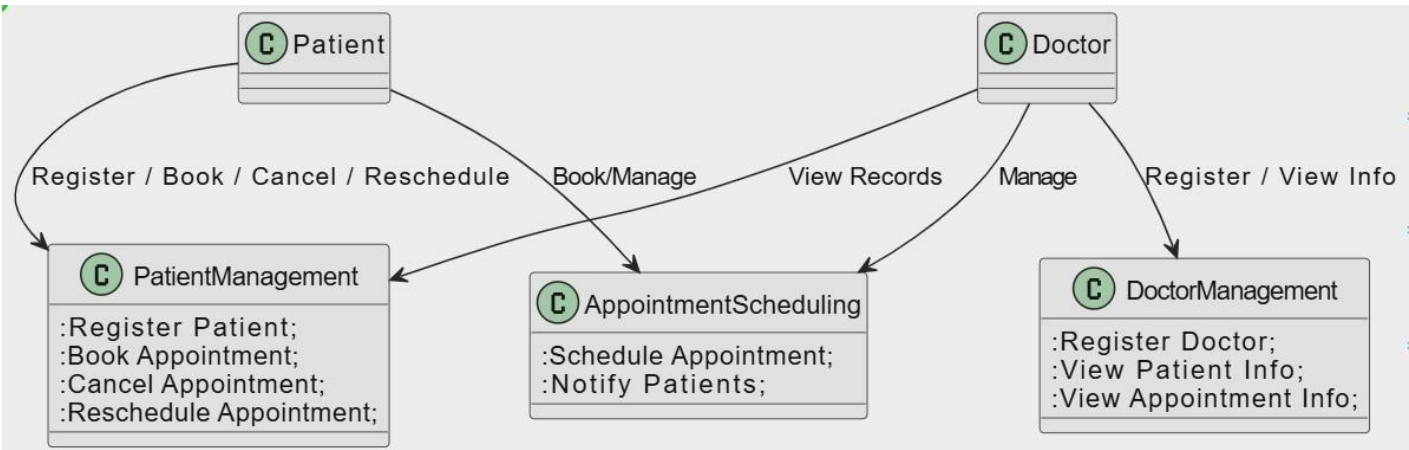 C Patient
C Doctor
Register / Book / Cancel / Reschedule
Book/Manage
View Records
Manage
Register / View Info
C PatientManagement
:Register Patient;
:Book Appointment;
:Cancel Appointment;
:Reschedule Appointment;
C AppointmentScheduling
:Schedule Appointment;
:Notify Patients;
C DoctorManagement
:Register Doctor;
:View Patient Info;
:View Appointment Info;